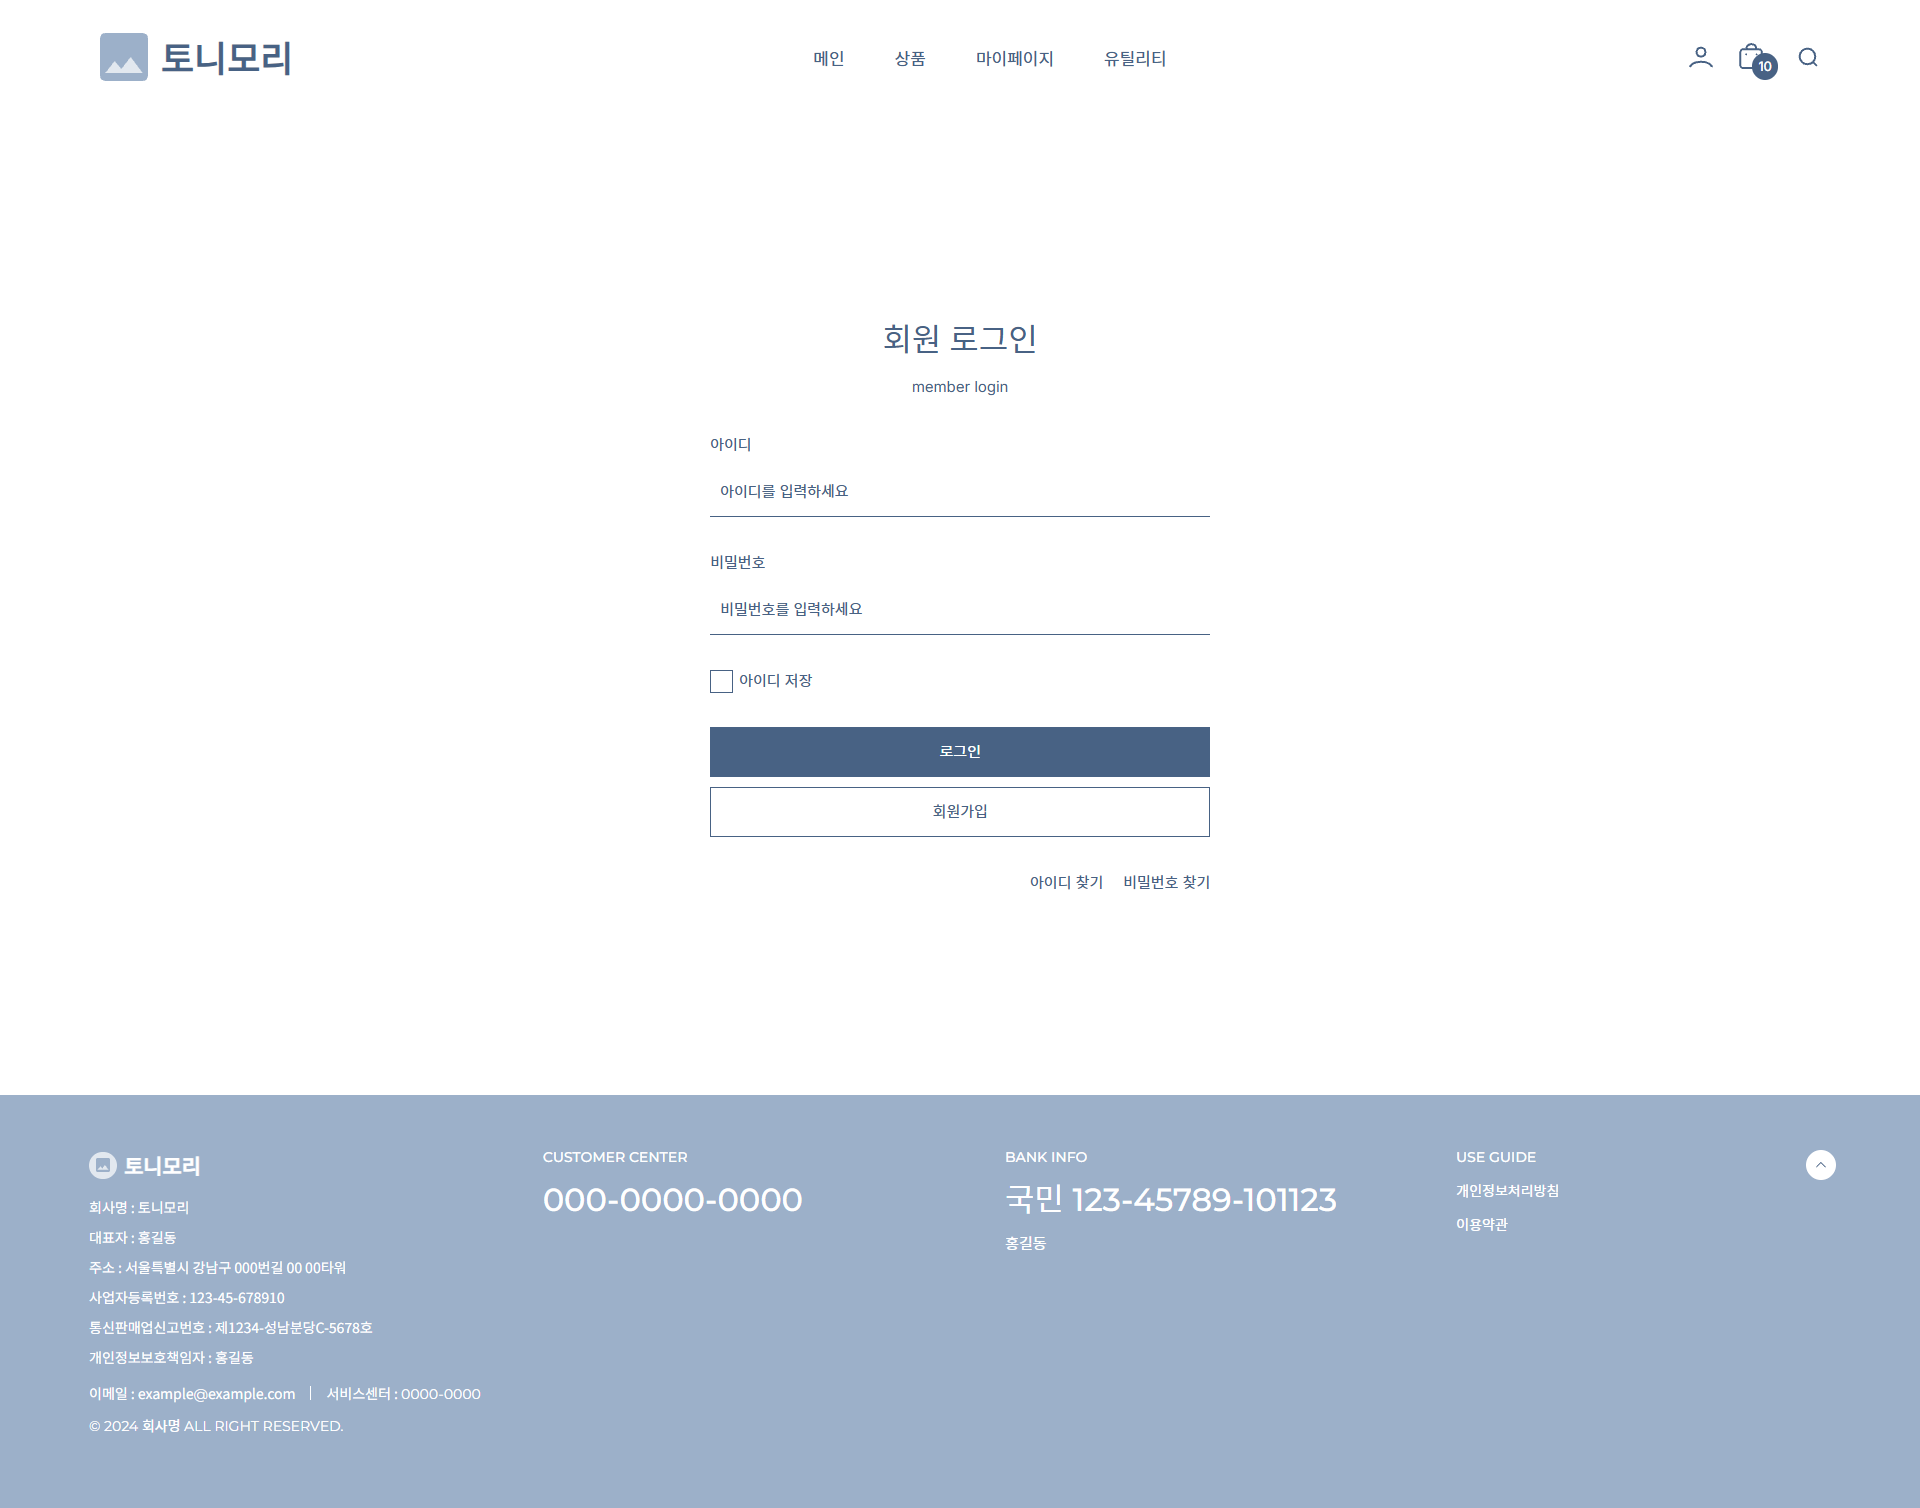 토니모리
메인 상품 마이페이지 유틸리티
10
회원 로그인
member login
아이디
아이디를 입력하세요
비밀번호
비밀번호를 입력하세요
아이디 저장
로그인
회원가입
아이디 찾기 비밀번호 찾기
토니모리
회사명 : 토니모리
대표자 : 홍길동
주소 : 서울특별시 강남구 000번길 00 00타워
사업자등록번호 : 123-45-678910
통신판매업신고번호 : 제1234-성남분당C-5678호
개인정보보호책임자 : 홍길동
이메일 : example@example.com | 서비스센터 : 0000-0000
© 2024 회사명 ALL RIGHT RESERVED.
CUSTOMER CENTER
000-0000-0000
BANK INFO
국민 123-45789-101123
홍길동
USE GUIDE
개인정보처리방침
이용약관